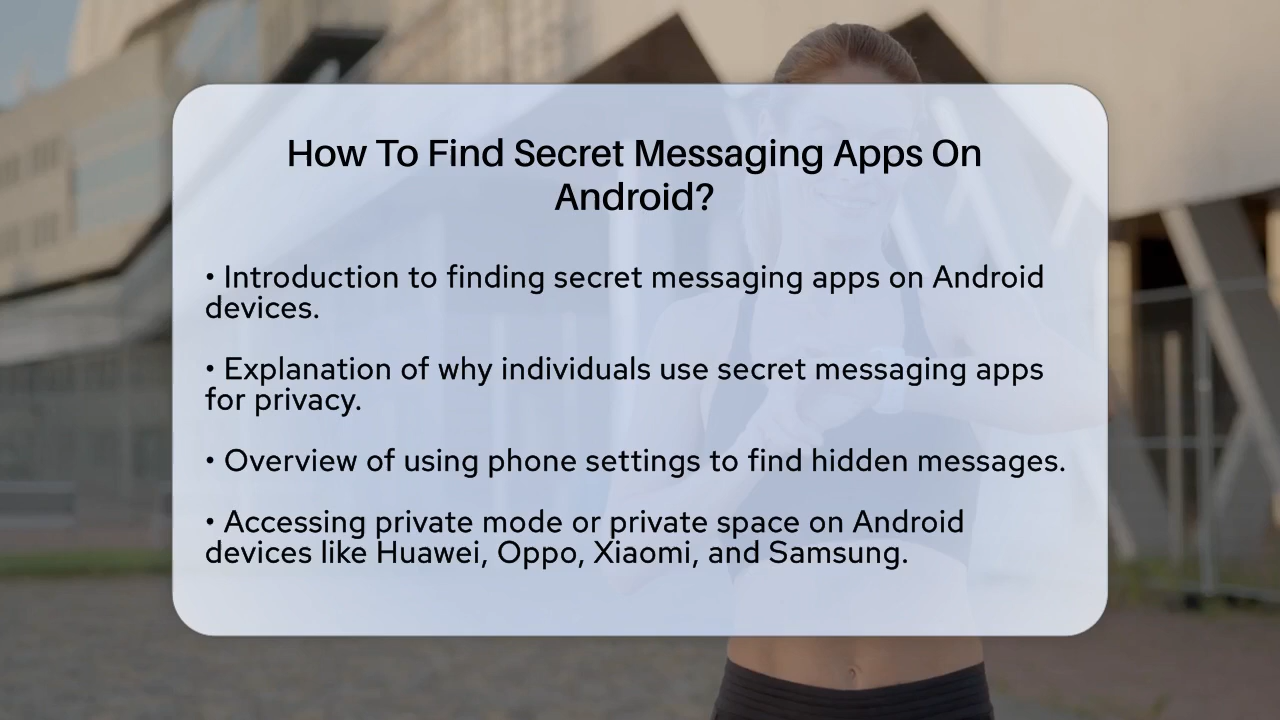 How To Find Secret Messaging Apps On
Android?
• Introduction to finding secret messaging apps on Android
devices.
• Explanation of why individuals use secret messaging apps
for privacy.
• Overview of using phone settings to find hidden messages.
• Accessing private mode or private space on Android
devices like Huawei, Oppo, Xiaomi, and Samsung.